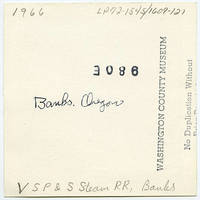 1966
LP72-1545/1609-121
3086
Banks, Oregon
WASHINGTON COUNTY MUSEUM
No Duplication Without
V S P & S Steam RR, Banks